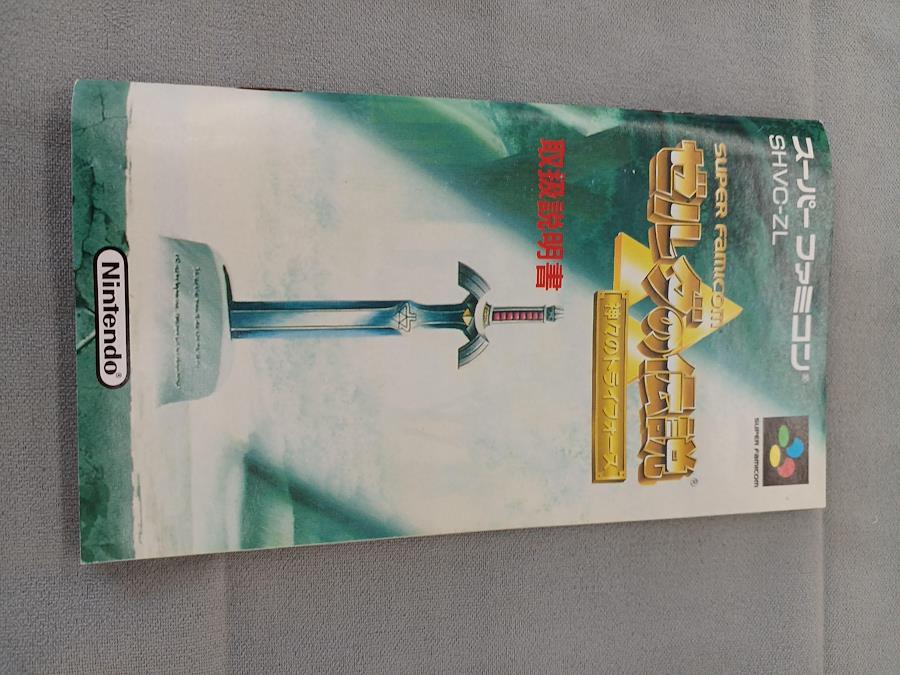 スーパー ファミコン®
SHVC-ZL
SUPER Famicom
SUPER Famicom
ゼルダの伝説®
神々のトライフォース
取扱説明書
Nintendo®